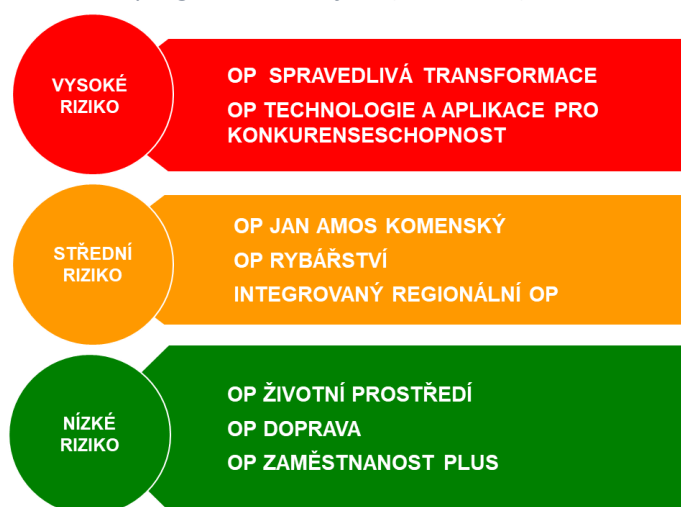 VYSOKÉ
RIZIKO
OP SPRAVEDLIVÁ TRANSFORMACE
OP TECHNOLOGIE A APLIKACE PRO
KONKURENSESCHOPNOST
STŘEDNÍ
RIZIKO
OP JAN AMOS KOMENSKÝ
OP RYBÁŘSTVÍ
INTEGROVANÝ REGIONÁLNÍ OP
NÍZKÉ
RIZIKO
OP ŽIVOTNÍ PROSTŘEDÍ
OP DOPRAVA
OP ZAMĚSTNANOST PLUS